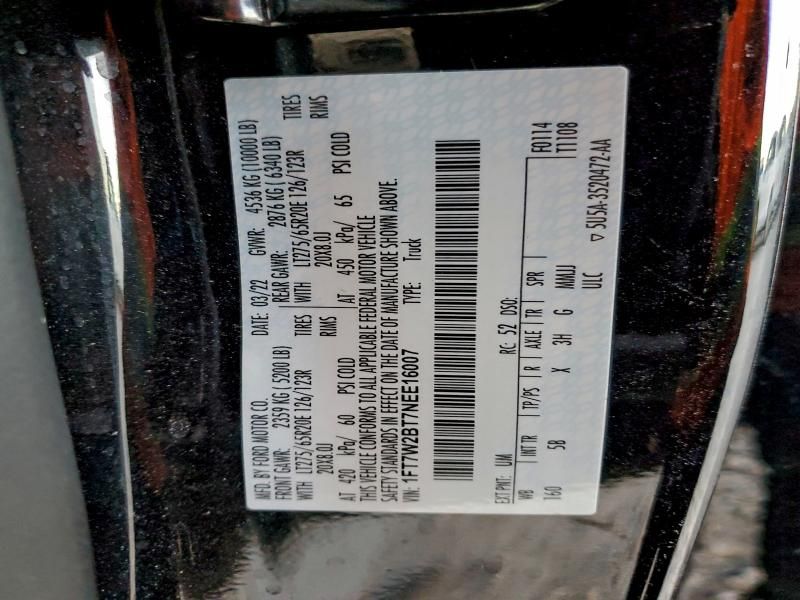 MFD. BY FORD MOTOR CO.
DATE: 03/22 GVWR: 4536 KG (10000 LB)
FRONT GAWR: 2359 KG ( 5200 LB) REAR GAWR: 2876 KG ( 6340 LB)
WITH LT275/65R20E 126/123R TIRES WITH LT275/65R20E 126/123R TIRES
20X8.0J RIMS 20X8.0J RIMS
AT 420 kPa/ 60 PSI COLD AT 450 kPa/ 65 PSI COLD
THIS VEHICLE CONFORMS TO ALL APPLICABLE FEDERAL MOTOR VEHICLE
SAFETY STANDARDS IN EFFECT ON THE DATE OF MANUFACTURE SHOWN ABOVE.
VIN: 1FT7W2BT7NEE16007 TYPE: Truck
EXT PNT: UM RC: 52 DSO: F0114
WB INT TR TP/PS R AXLE TR SPR T1108
160 5B X 3H G MMJJ
ULC
▽ 5U5A-3520472-AA